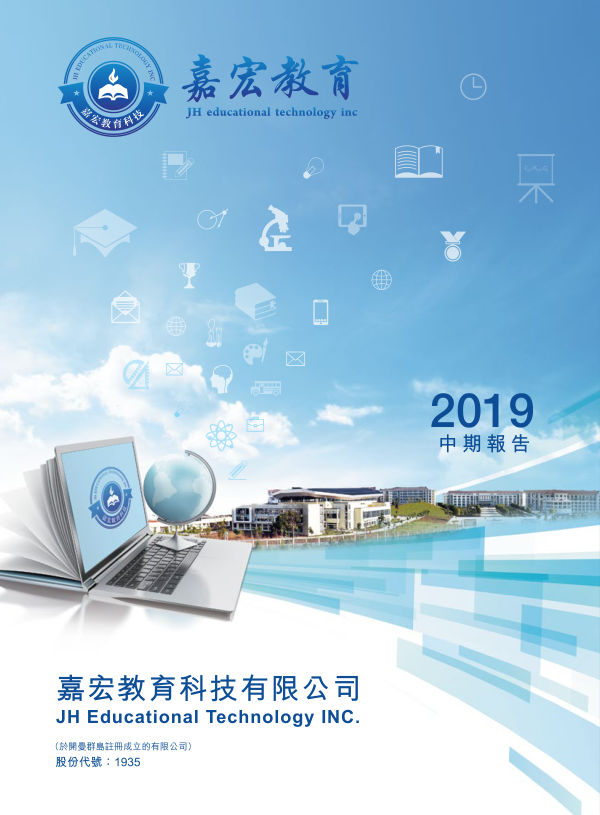 JH EDUCATIONAL TECHNOLOGY INC
嘉宏教育科技
嘉宏教育
JH educational technology inc
2019
中期報告
嘉宏教育科技有限公司
JH Educational Technology INC.
(於開曼群島註冊成立的有限公司)
股份代號：1935